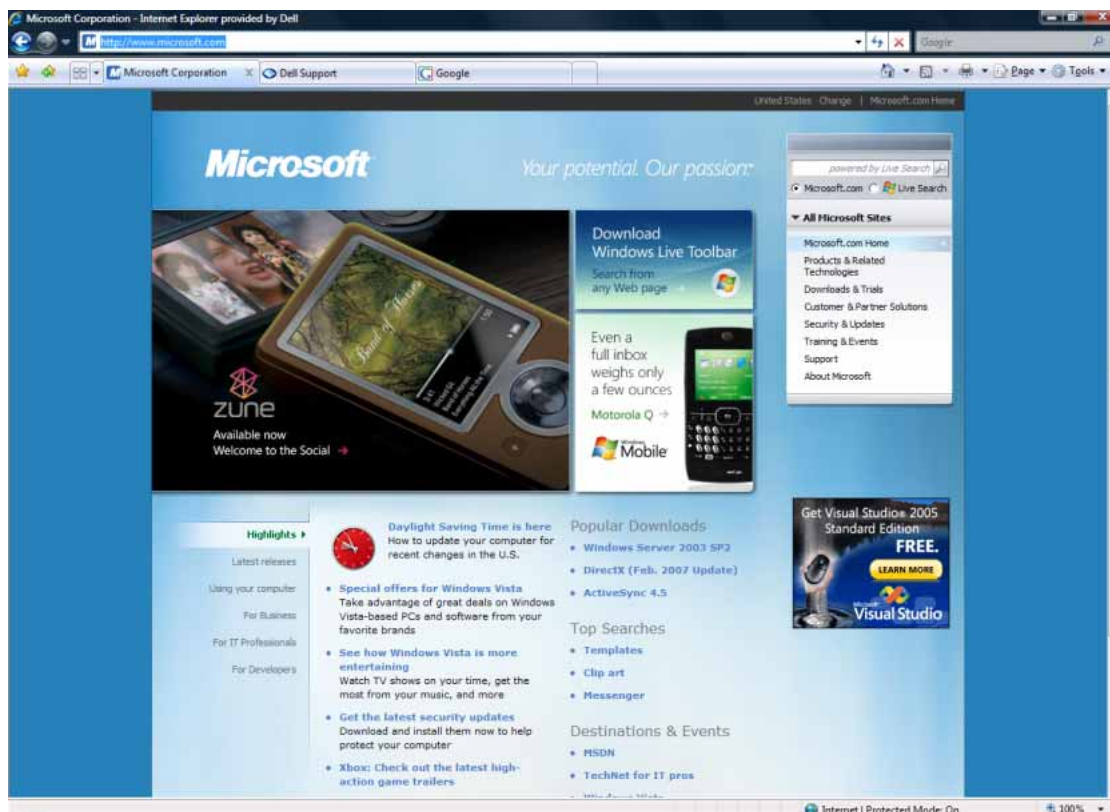 Microsoft Corporation - Internet Explorer provided by Dell
http://www.microsoft.com
Google
Microsoft Corporation
Dell Support
Google
Page
Tools
United States Change | Microsoft.com Home
Microsoft
Your potential. Our passion.™
powered by Live Search
Microsoft.com
Live Search
All Microsoft Sites
Microsoft.com Home
Products & Related
Technologies
Downloads & Trials
Customer & Partner Solutions
Security & Updates
Training & Events
Support
About Microsoft
Band of Horses
zune
Available now
Welcome to the Social
Download
Windows Live Toolbar
Search from
any Web page
Even a
full inbox
weighs only
a few ounces
Motorola Q
Windows
Mobile
Highlights
Latest releases
Using your computer
For Business
For IT Professionals
For Developers
Daylight Saving Time is here
How to update your computer for
recent changes in the U.S.
Special offers for Windows Vista
Take advantage of great deals on Windows
Vista-based PCs and software from your
favorite brands
See how Windows Vista is more
entertaining
Watch TV shows on your time, get the
most from your music, and more
Get the latest security updates
Download and install them now to help
protect your computer
Xbox: Check out the latest high-
action game trailers
Popular Downloads
Windows Server 2003 SP2
DirectX (Feb. 2007 Update)
ActiveSync 4.5
Top Searches
Templates
Clip art
Messenger
Destinations & Events
MSDN
TechNet for IT pros
Get Visual Studio® 2005
Standard Edition
FREE.
LEARN MORE
Microsoft
Visual Studio
Internet | Protected Mode: On
100%